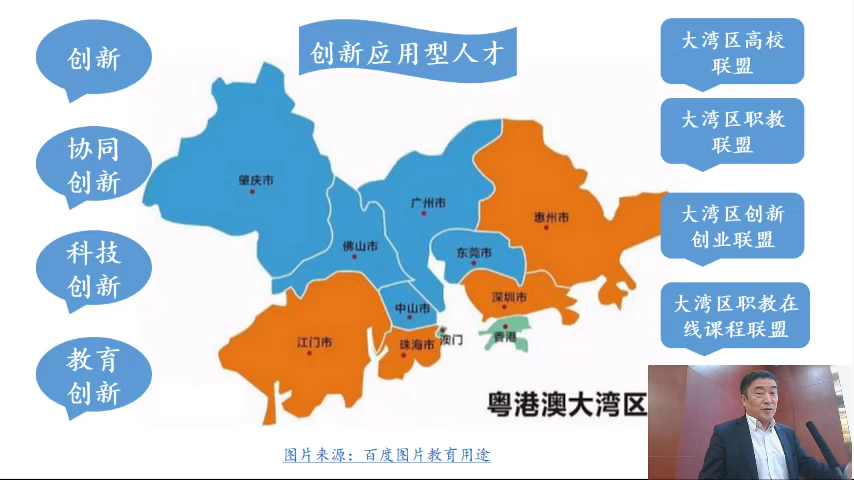 创新应用型人才
创新
协同
创新
科技
创新
教育
创新
大湾区高校
联盟
大湾区职教
联盟
大湾区创新
创业联盟
大湾区职教在
线课程联盟
肇庆市
广州市
惠州市
佛山市
东莞市
中山市
深圳市
江门市
珠海市
澳门
香港
粤港澳大湾区
图片来源：百度图片教育用途